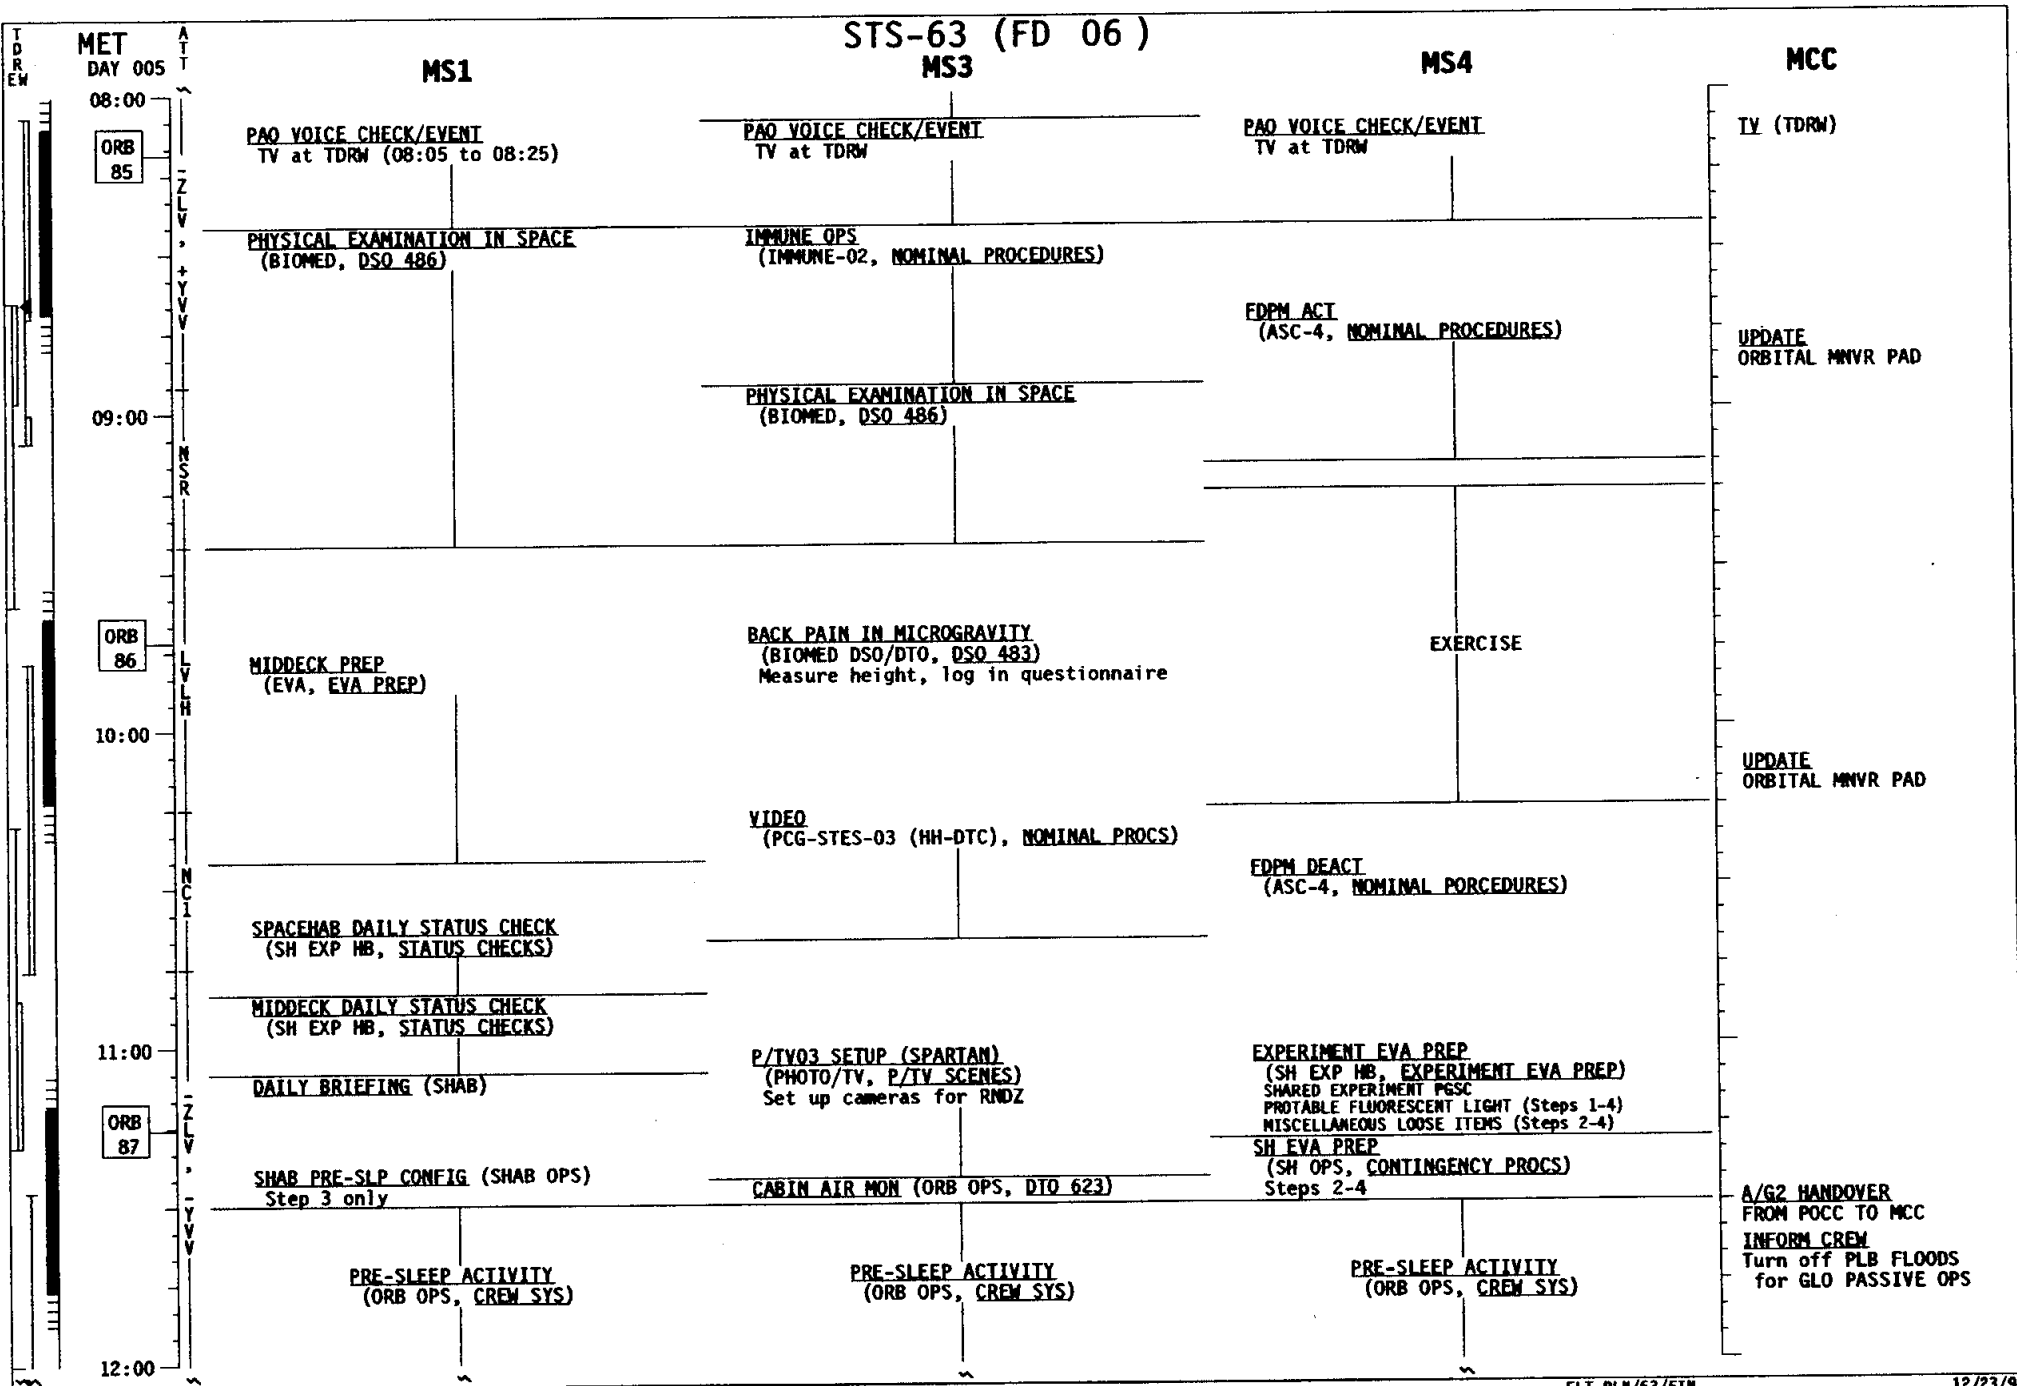 STS-63 (FD 06 )
TDREW
MET
DAY 005
ATT
MS1
MS3
MS4
MCC
08:00
ORB
85
09:00
ORB
86
10:00
11:00
ORB
87
12:00
-ZLV, +YVV
NSR
LVLH
NC1
-ZLV, -YVV
PAO VOICE CHECK/EVENT
TV at TDRW (08:05 to 08:25)
PHYSICAL EXAMINATION IN SPACE
(BIOMED, DSO 486)
MIDDECK PREP
(EVA, EVA PREP)
SPACEHAB DAILY STATUS CHECK
(SH EXP HB, STATUS CHECKS)
MIDDECK DAILY STATUS CHECK
(SH EXP HB, STATUS CHECKS)
DAILY BRIEFING (SHAB)
SHAB PRE-SLP CONFIG (SHAB OPS)
Step 3 only
PRE-SLEEP ACTIVITY
(ORB OPS, CREW SYS)
PAO VOICE CHECK/EVENT
TV at TDRW
IMMUNE OPS
(IMMUNE-02, NOMINAL PROCEDURES)
PHYSICAL EXAMINATION IN SPACE
(BIOMED, DSO 486)
BACK PAIN IN MICROGRAVITY
(BIOMED DSO/DTO, DSO 483)
Measure height, log in questionnaire
VIDEO
(PCG-STES-03 (HH-DTC), NOMINAL PROCS)
P/TV03 SETUP (SPARTAN)
(PHOTO/TV, P/TV SCENES)
Set up cameras for RNDZ
CABIN AIR MON (ORB OPS, DTO 623)
PRE-SLEEP ACTIVITY
(ORB OPS, CREW SYS)
PAO VOICE CHECK/EVENT
TV at TDRW
FDPM ACT
(ASC-4, NOMINAL PROCEDURES)
EXERCISE
FDPM DEACT
(ASC-4, NOMINAL PORCEDURES)
EXPERIMENT EVA PREP
(SH EXP HB, EXPERIMENT EVA PREP)
SHARED EXPERIMENT PGSC
PROTABLE FLUORESCENT LIGHT (Steps 1-4)
MISCELLANEOUS LOOSE ITEMS (Steps 2-4)
SH EVA PREP
(SH OPS, CONTINGENCY PROCS)
Steps 2-4
PRE-SLEEP ACTIVITY
(ORB OPS, CREW SYS)
TV (TDRW)
UPDATE
ORBITAL MNVR PAD
UPDATE
ORBITAL MNVR PAD
A/G2 HANDOVER
FROM POCC TO MCC
INFORM CREW
Turn off PLB FLOODS
for GLO PASSIVE OPS
12/23/9